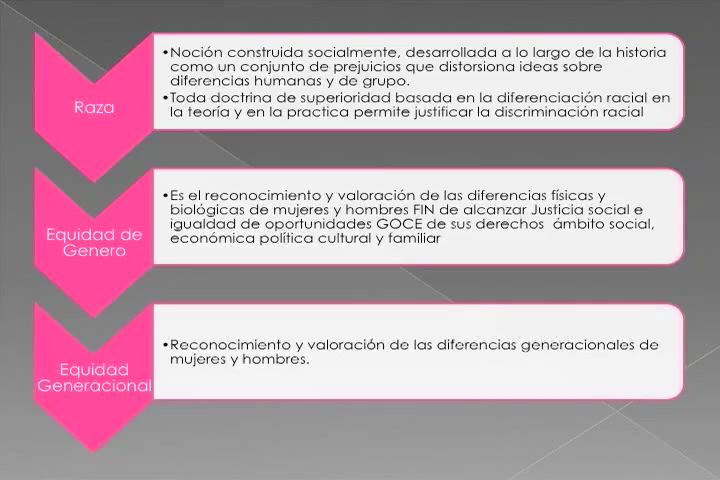 Raza
•Noción construida socialmente, desarrollada a lo largo de la historia
como un conjunto de prejuicios que distorsiona ideas sobre
diferencias humanas y de grupo.
•Toda doctrina de superioridad basada en la diferenciación racial en
la teoría y en la practica permite justificar la discriminación racial
Equidad de
Genero
•Es el reconocimiento y valoración de las diferencias físicas y
biológicas de mujeres y hombres FIN de alcanzar Justicia social e
igualdad de oportunidades GOCE de sus derechos ámbito social,
económica política cultural y familiar
Equidad
Generacional
•Reconocimiento y valoración de las diferencias generacionales de
mujeres y hombres.